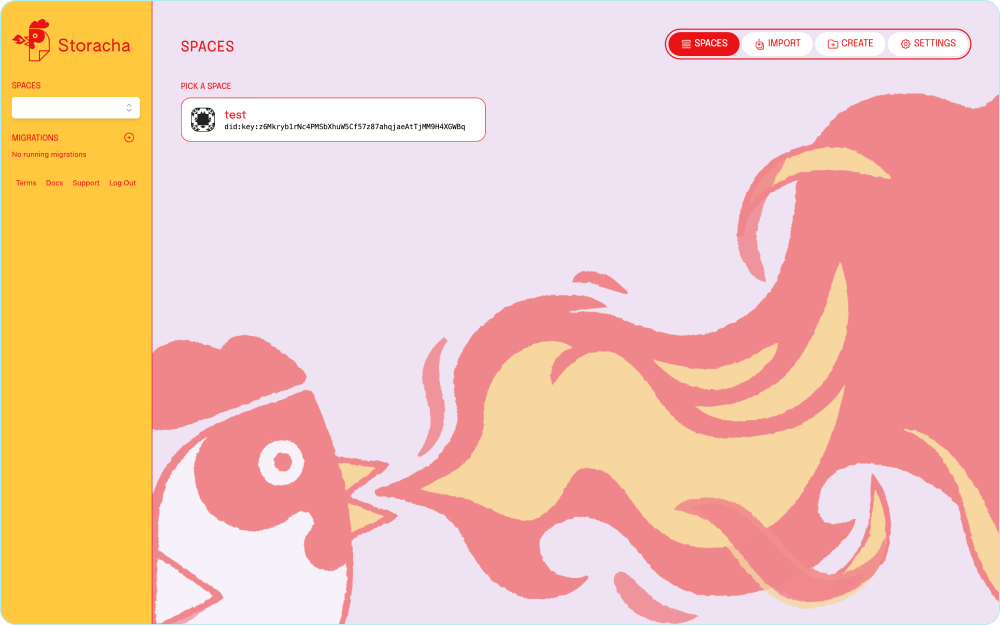 Storacha
SPACES
MIGRATIONS
No running migrations
Terms Docs Support Log Out
SPACES
SPACES IMPORT CREATE SETTINGS
PICK A SPACE
test
did:key:z6Mkryb1rNc4PMSbXhuW5Cf57z87ahqjaeAtTjMM9H4XGWBq